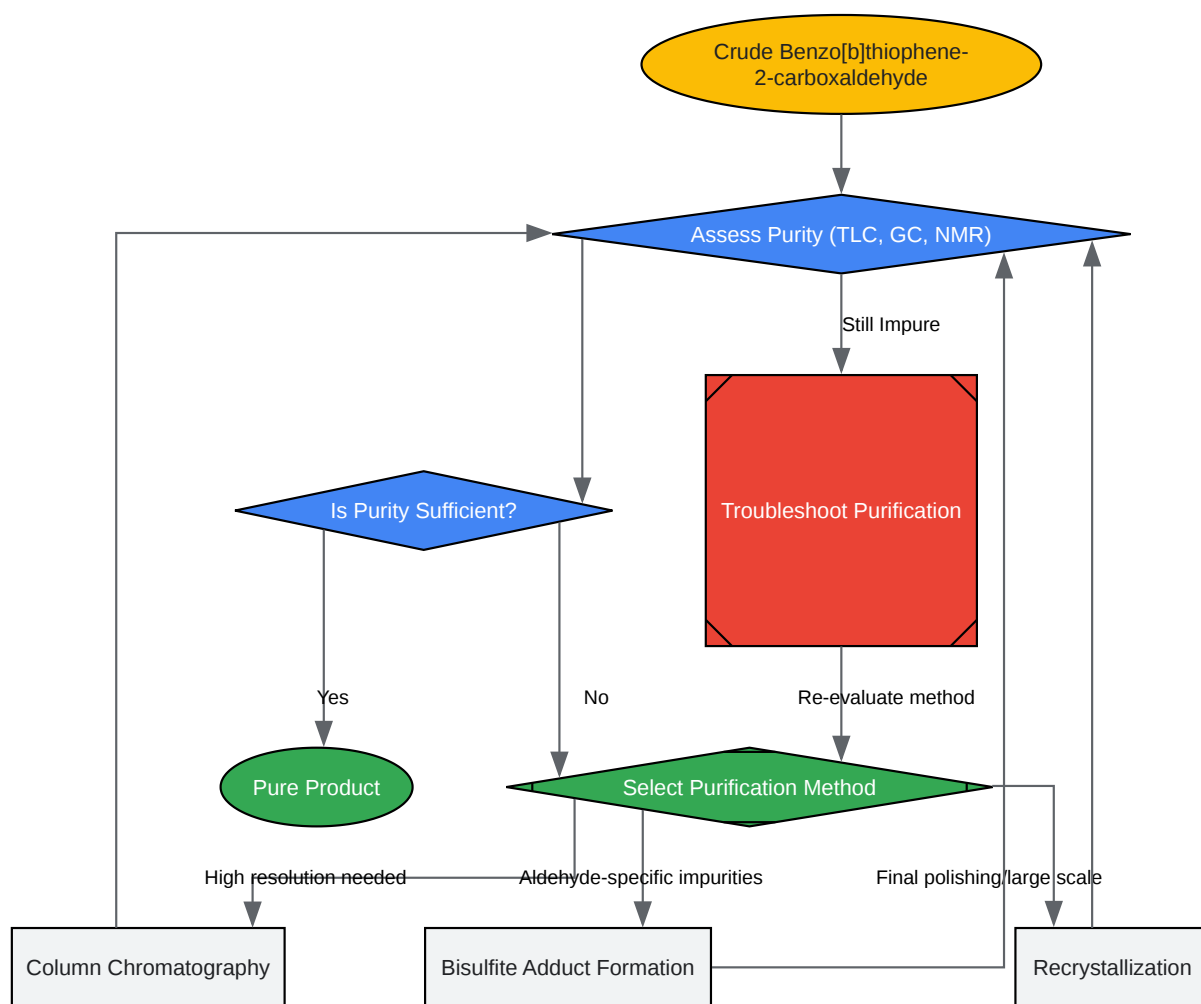 Crude Benzo[b]thiophene-
2-carboxaldehyde
Assess Purity (TLC, GC, NMR)
Still Impure
Is Purity Sufficient?
Troubleshoot Purification
Yes
No
Re-evaluate method
Pure Product
Select Purification Method
High resolution needed
Aldehyde-specific impurities
Final polishing/large scale
Column Chromatography
Bisulfite Adduct Formation
Recrystallization